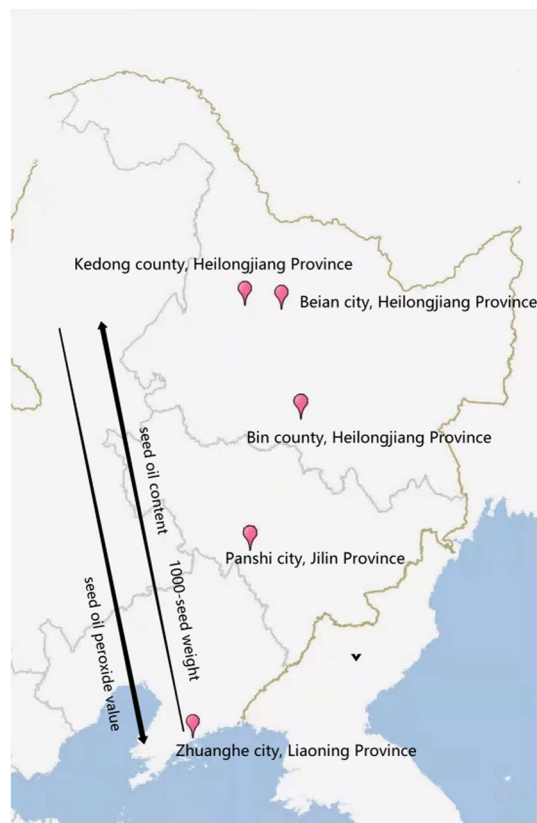 Kedong county, Heilongjiang Province
Beian city, Heilongjiang Province
Bin county, Heilongjiang Province
seed oil content
Panshi city, Jilin Province
1000-seed weight
seed oil peroxide value
Zhuanghe city, Liaoning Province